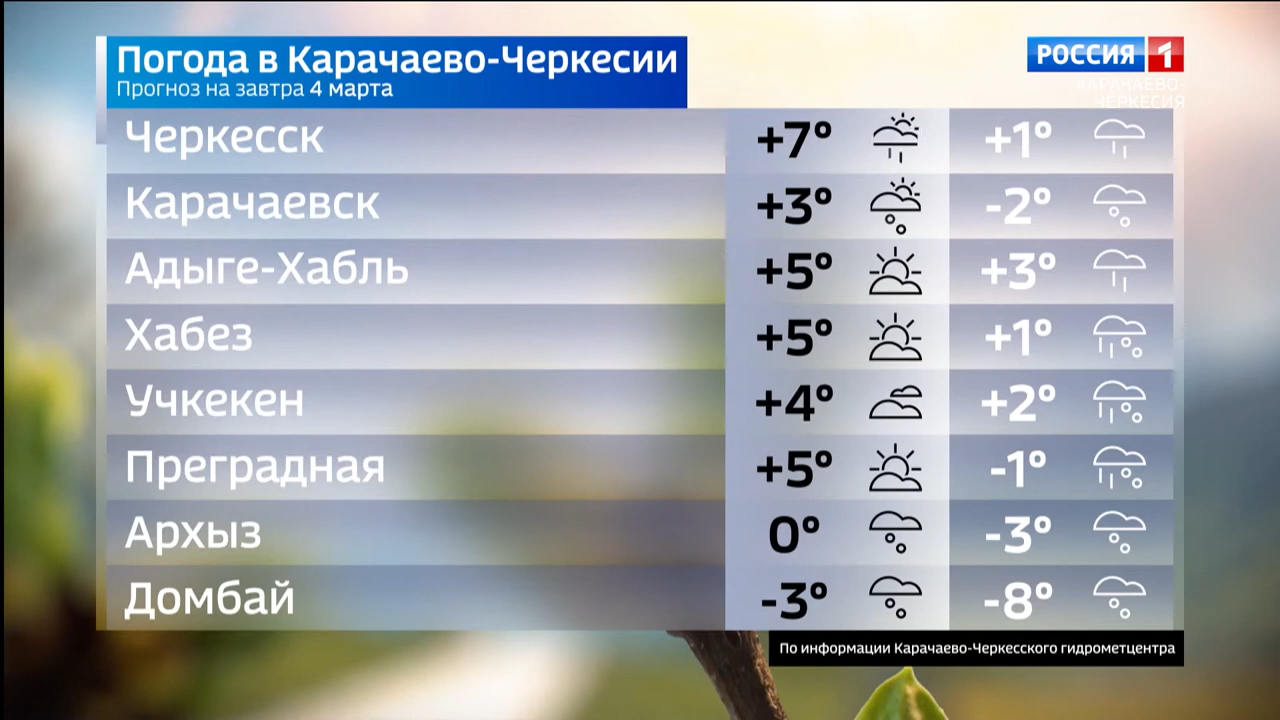 Погода в Карачаево-Черкесии
Прогноз на завтра 4 марта
РОССИЯ 1
КАРАЧАЕВО-
ЧЕРКЕСИЯ
Черкесск +7° +1°
Карачаевск +3° -2°
Адыге-Хабль +5° +3°
Хабез +5° +1°
Учкекен +4° +2°
Преградная +5° -1°
Архыз 0° -3°
Домбай -3° -8°
По информации Карачаево-Черкесского гидрометцентра